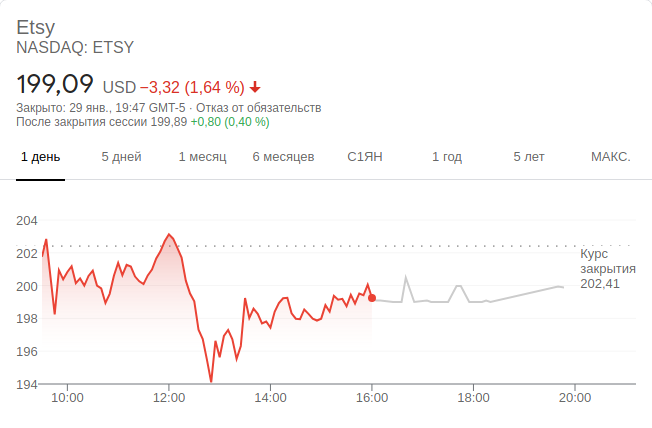 Etsy
NASDAQ: ETSY
199,09 USD −3,32 (1,64 %)
Закрыто: 29 янв., 19:47 GMT-5 · Отказ от обязательств
После закрытия сессии 199,89 +0,80 (0,40 %)
1 день 5 дней 1 месяц 6 месяцев С1ЯН 1 год 5 лет МАКС.
204
202
200
198
196
194
Курс
закрытия
202,41
10:00 12:00 14:00 16:00 18:00 20:00